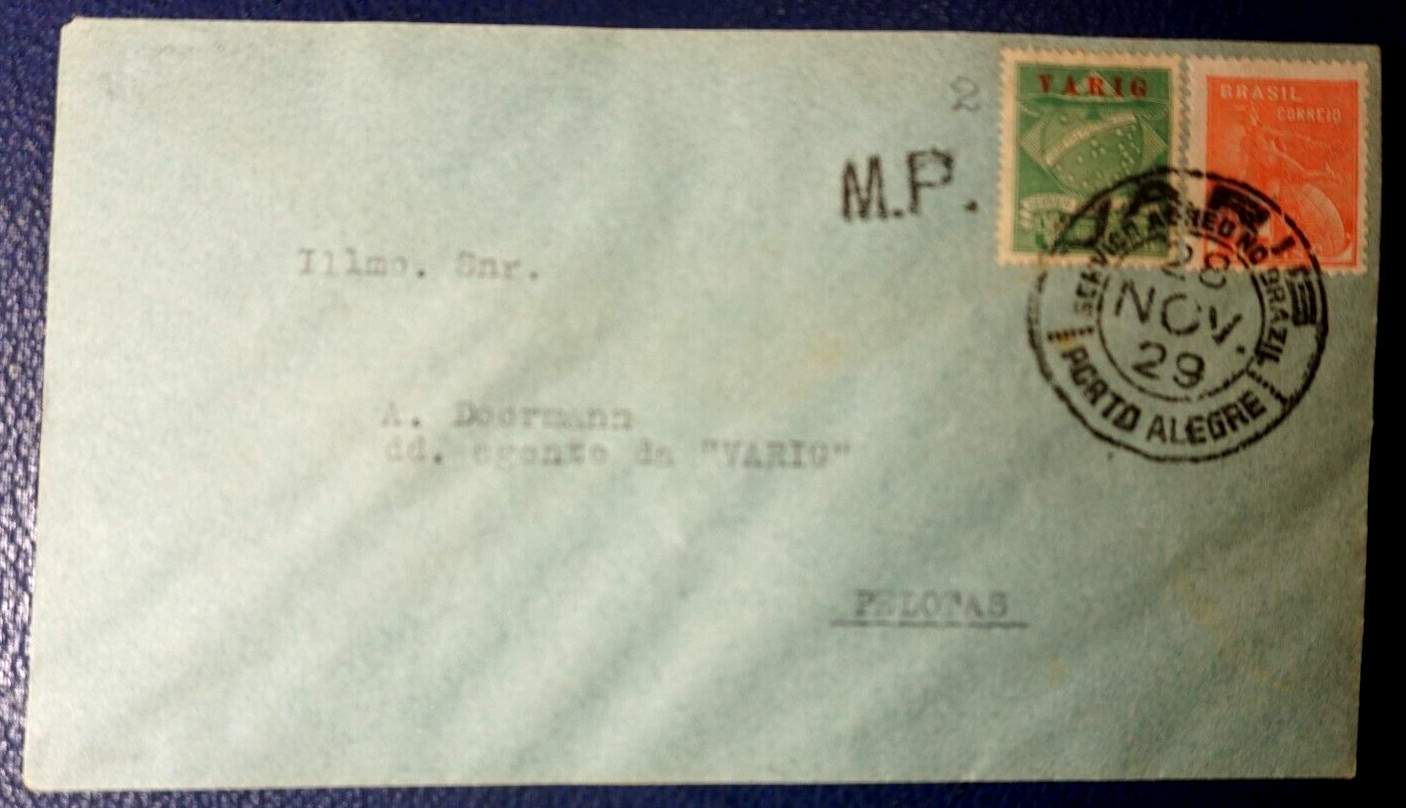 2
VARIG
BRASIL
CORREIO
M.P.
SERVIÇO AEREO NO BRAZIL
28
NOV.
29
PORTO ALEGRE
Illmo. Snr.
A. Doormann
dd. agente da "VARIG"
PELOTAS